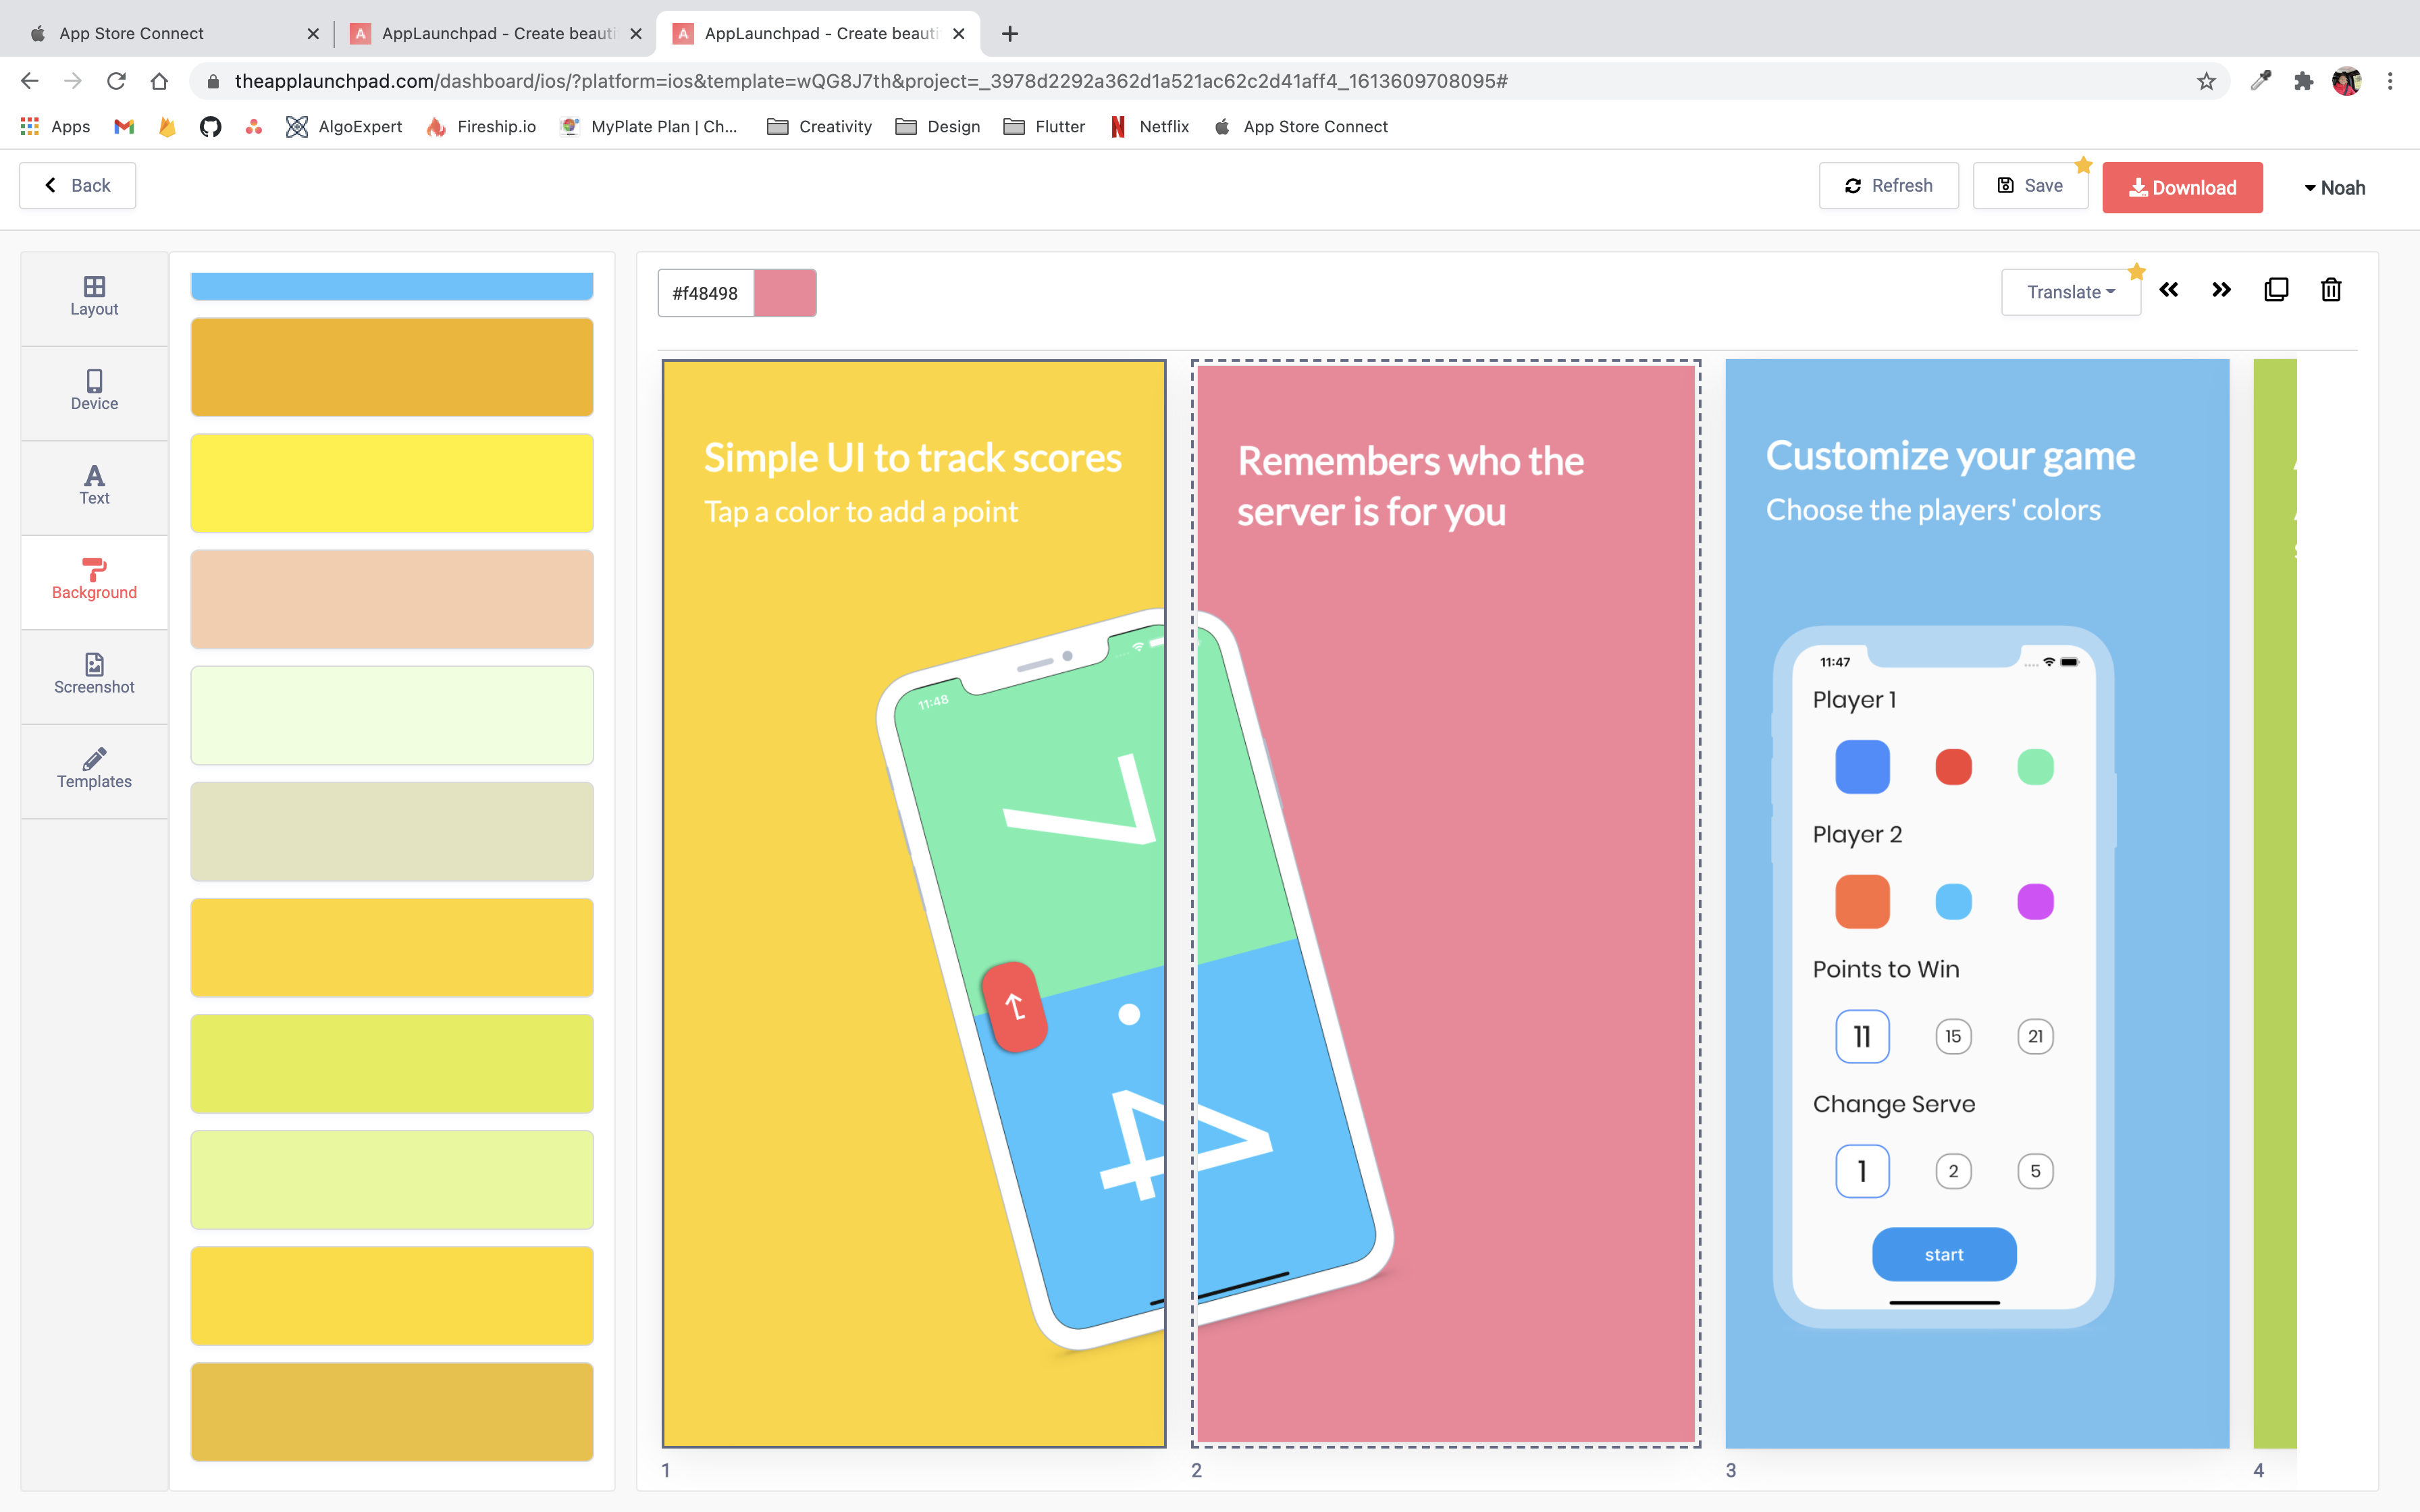 App Store Connect
AppLaunchpad - Create beauti
AppLaunchpad - Create beauti
theapplaunchpad.com/dashboard/ios/?platform=ios&template=wQG8J7th&project=_3978d2292a362d1a521ac62c2d41aff4_1613609708095#
Apps
AlgoExpert
Fireship.io
MyPlate Plan | Ch...
Creativity
Design
Flutter
Netflix
App Store Connect
Back
Refresh
Save
Download
Noah
Layout
Device
Text
Background
Screenshot
Templates
#f48498
Translate
Simple UI to track scores
Tap a color to add a point
11:48
7
4
1
Remembers who the
server is for you
2
Customize your game
Choose the players' colors
11:47
Player 1
Player 2
Points to Win
11 15 21
Change Serve
1 2 5
start
3
4